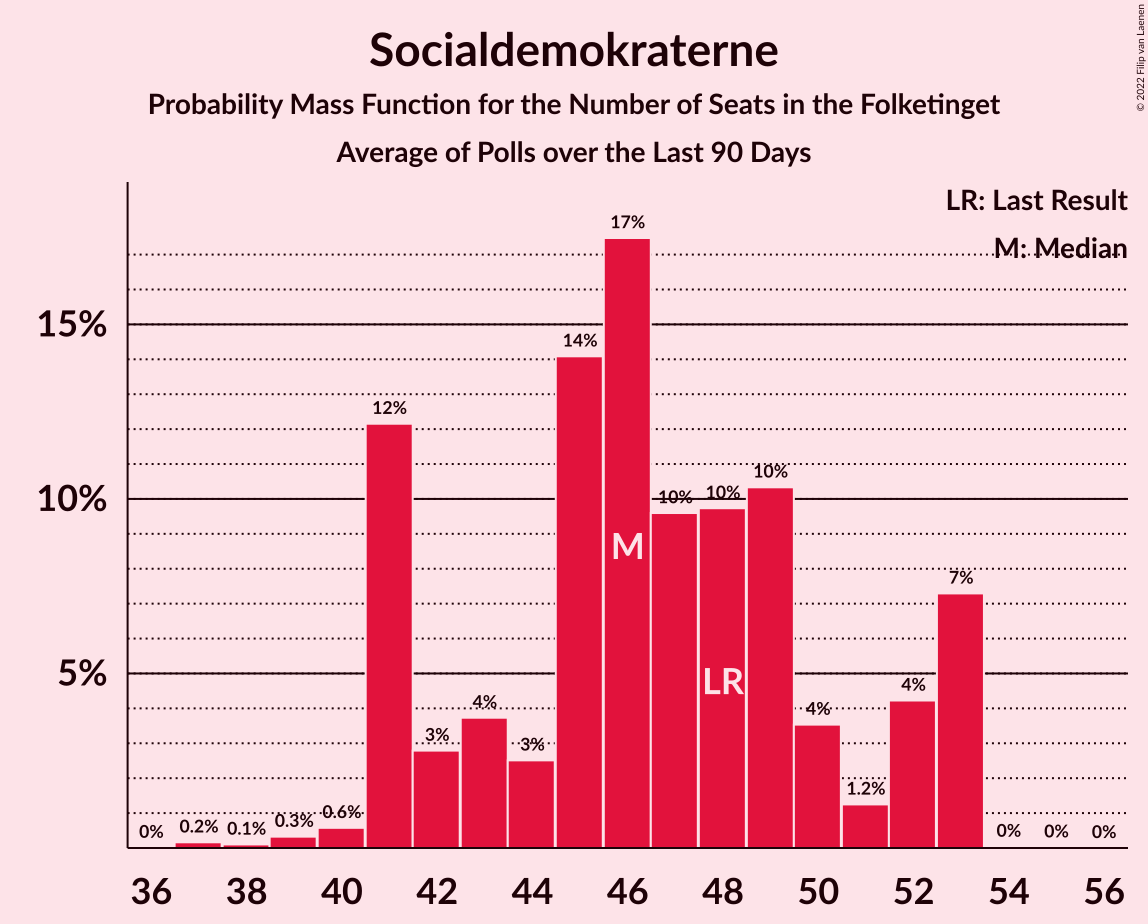 Socialdemokraterne
Probability Mass Function for the Number of Seats in the Folketinget
Average of Polls over the Last 90 Days
© 2022 Filip van Laenen
LR: Last Result
M: Median
17%
15%
14%
12%
10%
10%
10%
10%
M
7%
5%
LR
4%
4%
4%
3%
3%
1.2%
0.6%
0.3%
0.2%
0.1%
0%
0%
0%
0%
36 38 40 42 44 46 48 50 52 54 56